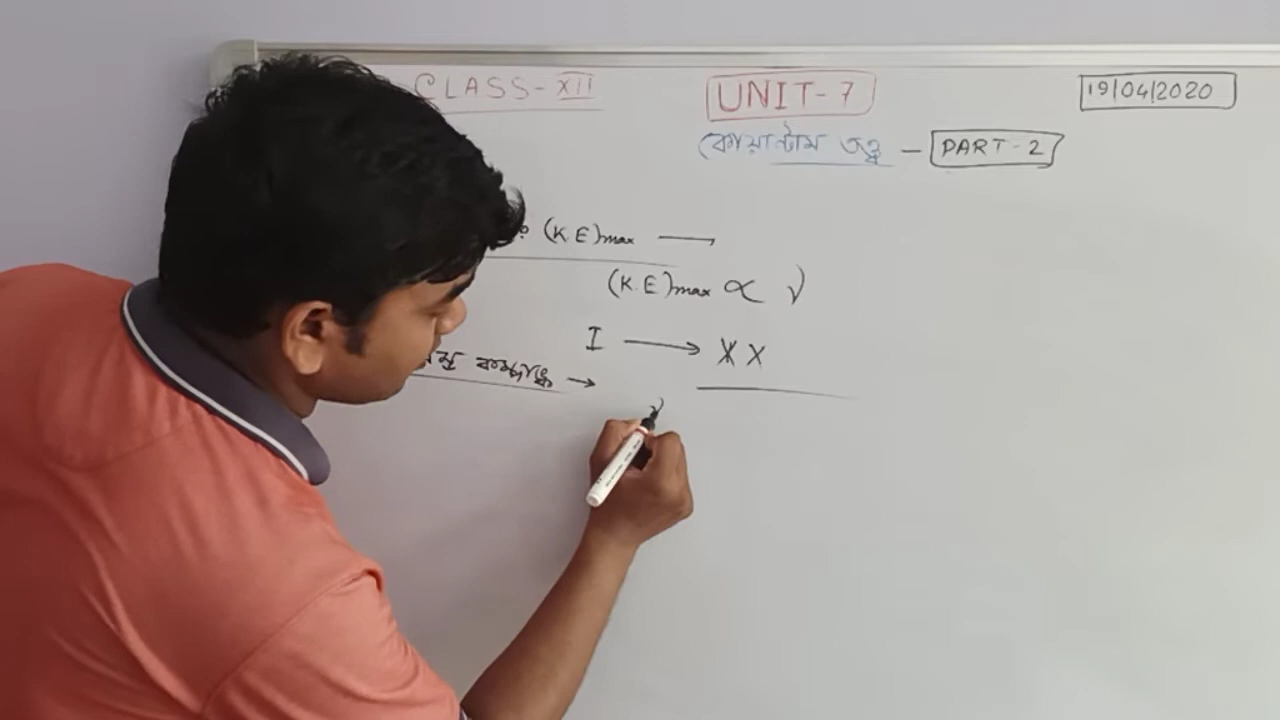 CLASS-XII
UNIT-7
19/04/2020
কোয়ান্টাম তত্ত্ব — PART-2
(K.E)max —
(K.E)max ∝ ν
I → X X
কম্পাঙ্ক →
ν